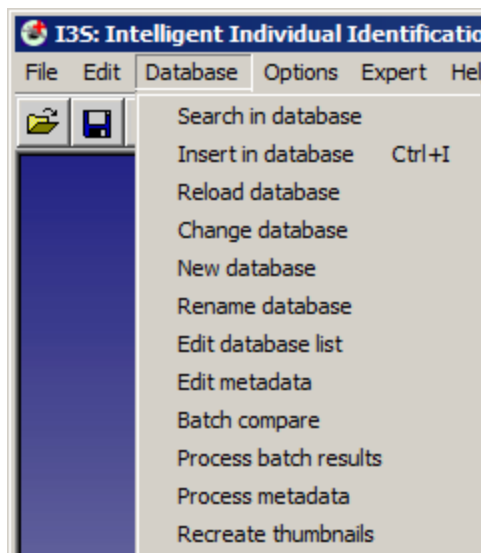 I3S: Intelligent Individual Identificatio
File Edit Database Options Expert Hel
Search in database
Insert in database Ctrl+I
Reload database
Change database
New database
Rename database
Edit database list
Edit metadata
Batch compare
Process batch results
Process metadata
Recreate thumbnails